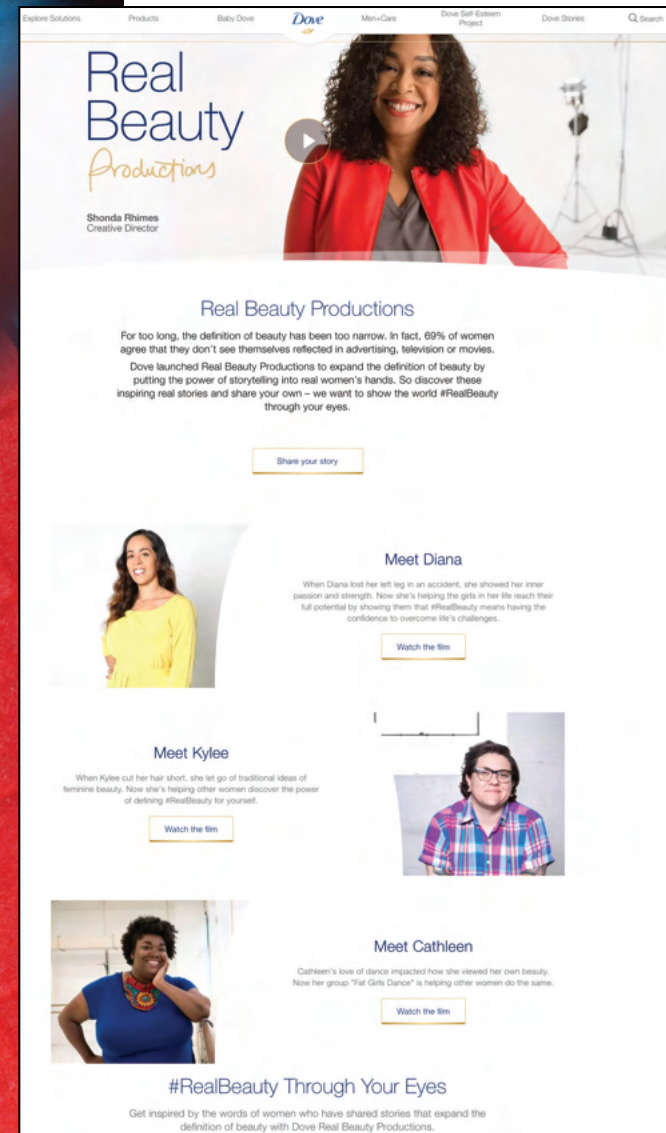 Explore Solutions
Products
Baby Dove
Dove
Men+Care
Dove Self-Esteem
Project
Dove Stories
Search
Real
Beauty
Productions
Shonda Rhimes
Creative Director
Real Beauty Productions
For too long, the definition of beauty has been too narrow. In fact, 69% of women
agree that they don't see themselves reflected in advertising, television or movies.
Dove launched Real Beauty Productions to expand the definition of beauty by
putting the power of storytelling into real women's hands. So discover these
inspiring real stories and share your own – we want to show the world #RealBeauty
through your eyes.
Share your story
Meet Diana
When Diana lost her left leg in an accident, she showed her inner
passion and strength. Now she's helping the girls in her life reach their
full potential by showing them that #RealBeauty means having the
confidence to overcome life's challenges.
Watch the film
Meet Kylee
When Kylee cut her hair short, she let go of traditional ideas of
feminine beauty. Now she's helping other women discover the power
of defining #RealBeauty for yourself.
Watch the film
Meet Cathleen
Cathleen's love of dance impacted how she viewed her own beauty.
Now her group "Fat Girls Dance" is helping other women do the same.
Watch the film
#RealBeauty Through Your Eyes
Get inspired by the words of women who have shared stories that expand the
definition of beauty with Dove Real Beauty Productions.